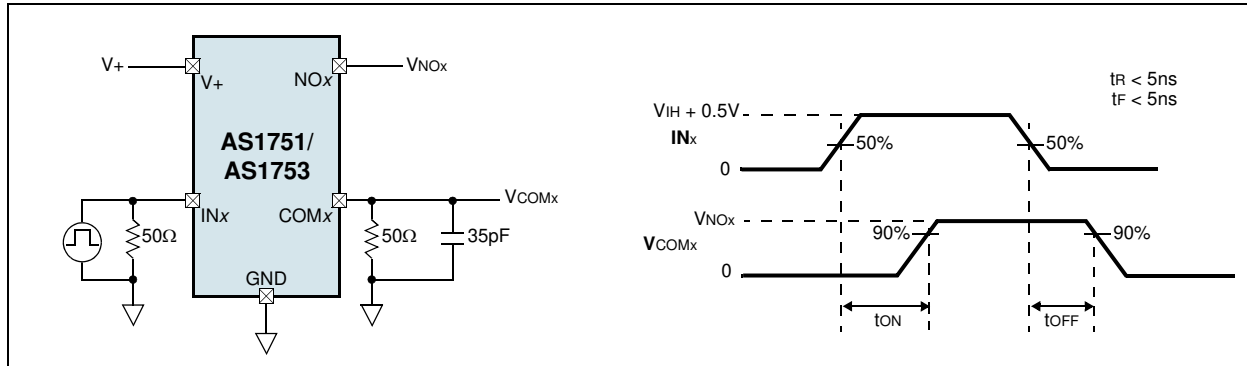 V+
V+
NOx
VNOx
AS1751/
AS1753
INx
COMx
VCOMx
50Ω
50Ω
35pF
GND
tR < 5ns
tF < 5ns
VIH + 0.5V
INx
50%
50%
0
VNOx
VCOMx
90%
90%
0
tON
tOFF